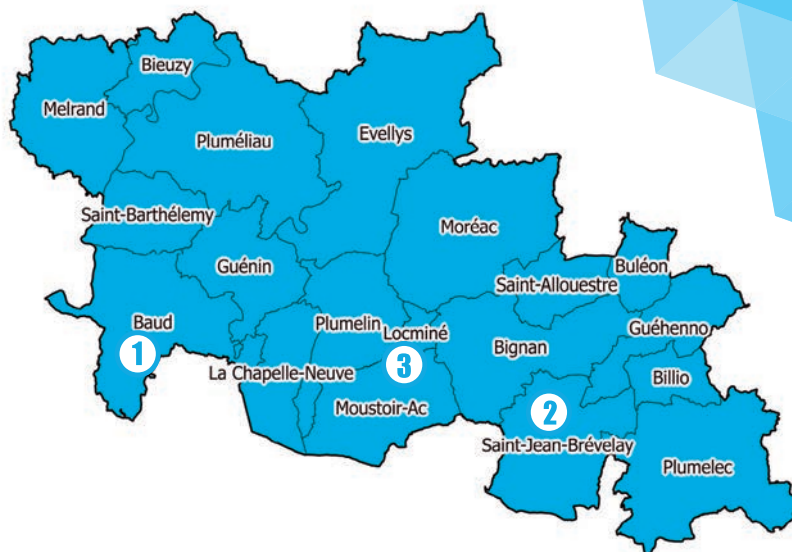 Bieuzy
Melrand
Pluméliau
Evellys
Saint-Barthélemy
Moréac
Guénin
Buléon
Saint-Allouestre
Baud
Plumelin
Locminé
Guéhenno
Bignan
1
3
La Chapelle-Neuve
Billio
Moustoir-Ac
2
Saint-Jean-Brévelay
Plumelec